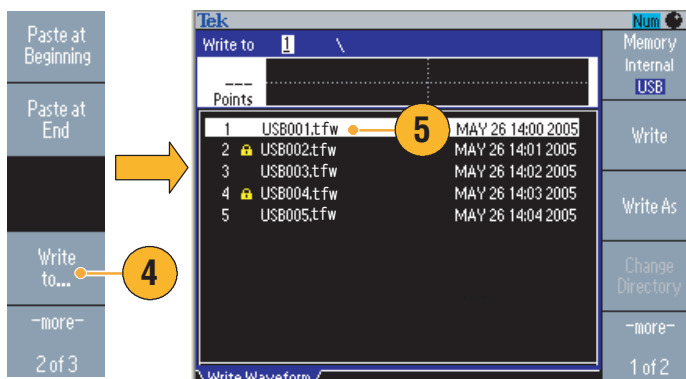 Paste at
Beginning
Paste at
End
Write
to...
-more-
2 of 3
4
Tek
Num
Write to 1 \
---
Points
1 USB001.tfw MAY 26 14:00 2005
2 USB002.tfw MAY 26 14:01 2005
3 USB003.tfw MAY 26 14:02 2005
4 USB004.tfw MAY 26 14:03 2005
5 USB005.tfw MAY 26 14:04 2005
5
Write Waveform
Memory
Internal
USB
Write
Write As
Change
Directory
-more-
1 of 2